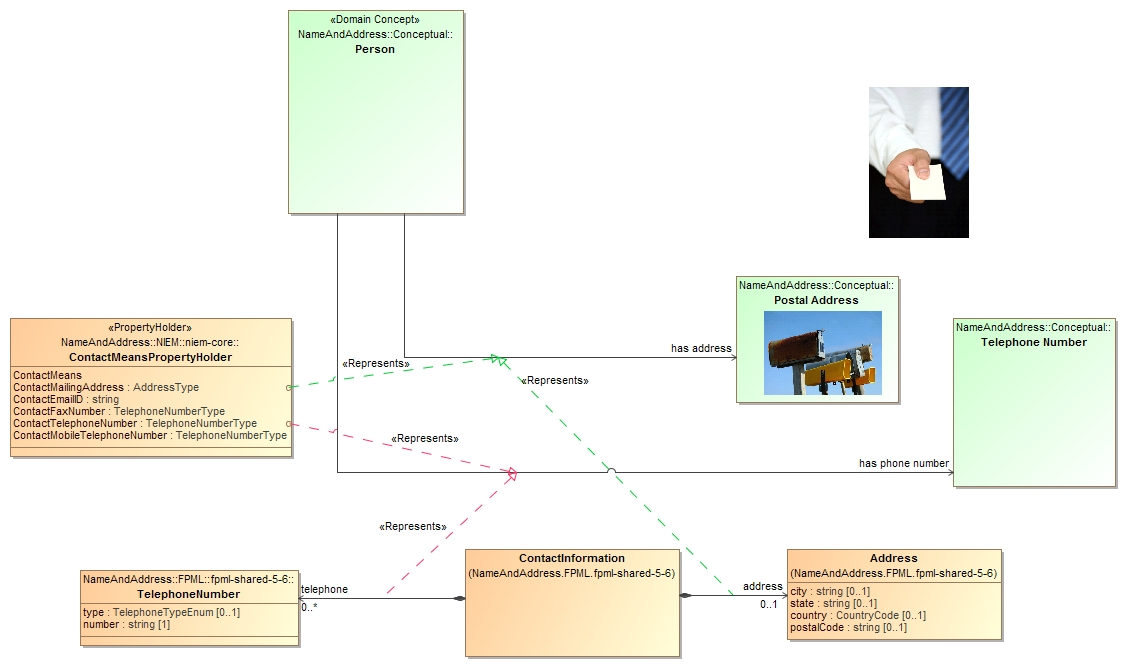 «Domain Concept»
NameAndAddress::Conceptual::
Person
NameAndAddress::Conceptual::
Postal Address
«PropertyHolder»
NameAndAddress::NIEM::niem-core::
ContactMeansPropertyHolder
ContactMeans
ContactMailingAddress : AddressType
ContactEmailID : string
ContactFaxNumber : TelephoneNumberType
ContactTelephoneNumber : TelephoneNumberType
ContactMobileTelephoneNumber : TelephoneNumberType
NameAndAddress::Conceptual::
Telephone Number
has address
«Represents»
«Represents»
«Represents»
has phone number
«Represents»
NameAndAddress::FPML::fpml-shared-5-6::
TelephoneNumber
type : TelephoneTypeEnum [0..1]
number : string [1]
telephone
0..*
ContactInformation
(NameAndAddress.FPML.fpml-shared-5-6)
address
0..1
Address
(NameAndAddress.FPML.fpml-shared-5-6)
city : string [0..1]
state : string [0..1]
country : CountryCode [0..1]
postalCode : string [0..1]